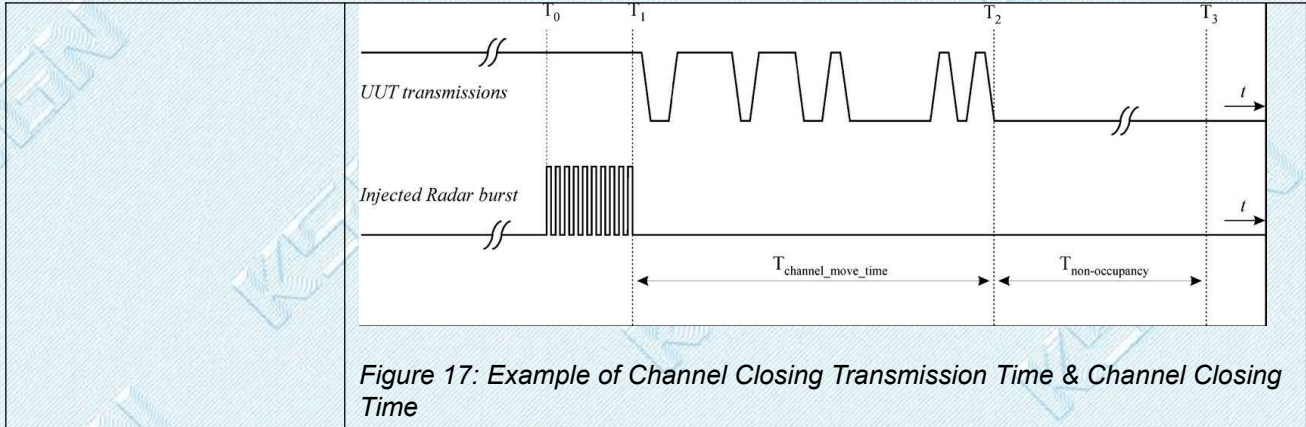 T0 T1 T2 T3
UUT transmissions
t
Injected Radar burst
t
Tchannel_move_time Tnon-occupancy
Figure 17: Example of Channel Closing Transmission Time & Channel Closing
Time